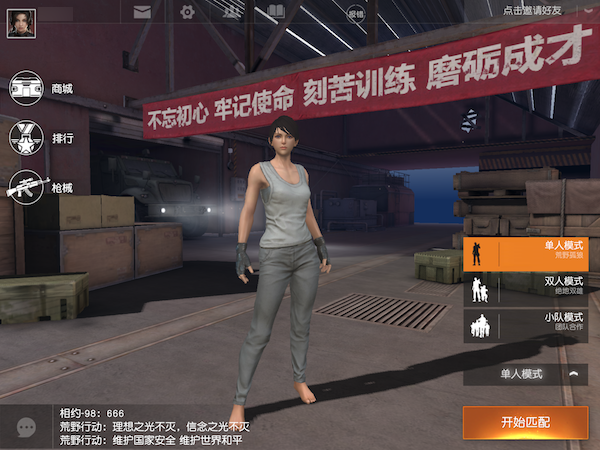 点击邀请好友
报错
不忘初心 牢记使命 刻苦训练 磨砺成才
商城
排行
枪械
单人模式
荒野孤狼
双人模式
绝地双雄
小队模式
团队合作
单人模式
开始匹配
相约-98: 666
荒野行动: 理想之光不灭, 信念之光不灭
荒野行动: 维护国家安全 维护世界和平